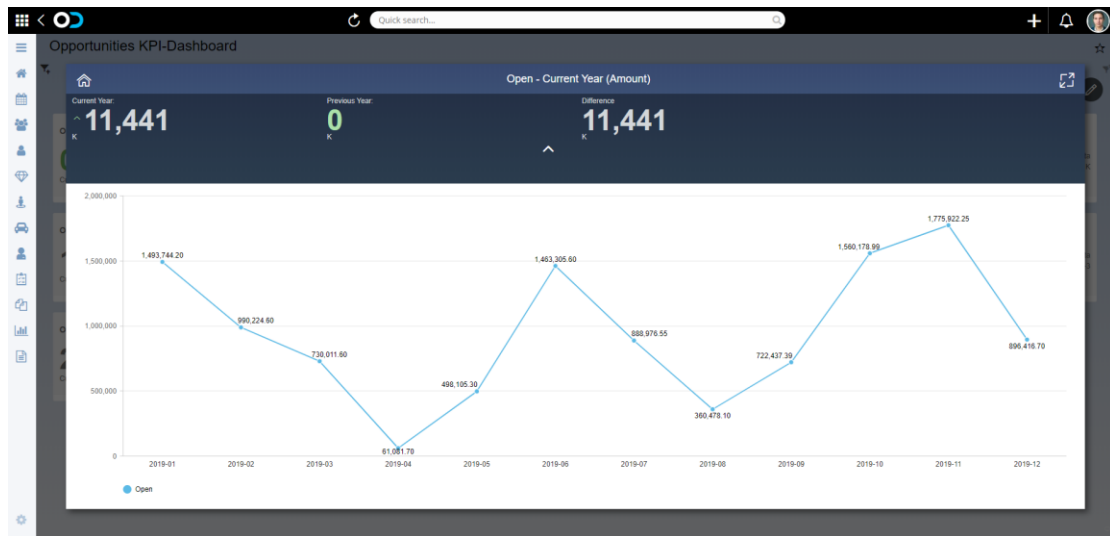 Quick search...
Opportunities KPI-Dashboard
Open - Current Year (Amount)
Current Year: Previous Year: Difference
11,441 0 11,441
K K K
2,000,000
1,500,000
1,000,000
500,000
0
1,493,744.20
990,224.60
730,011.60
61,081.70
498,105.30
1,463,305.60
888,976.55
360,478.10
722,437.39
1,560,178.99
1,775,922.25
896,416.70
2019-01 2019-02 2019-03 2019-04 2019-05 2019-06 2019-07 2019-08 2019-09 2019-10 2019-11 2019-12
Open